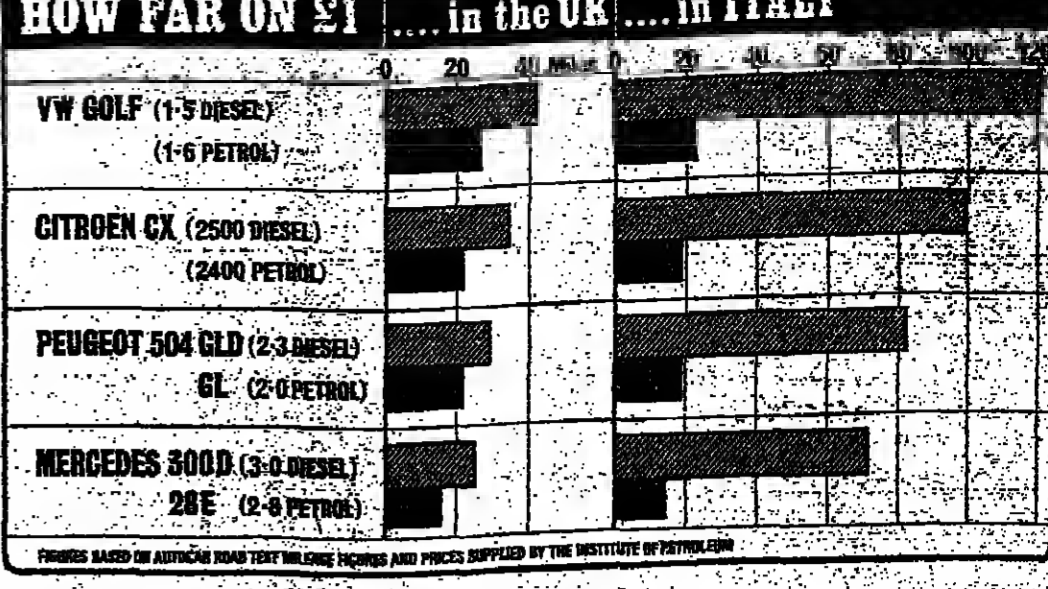 HOW FAR ON £1 .... in the UK .... in ITALY
0 20 40 Miles 0 20 40 60 80 100 120
VW GOLF (1·5 DIESEL)
(1·6 PETROL)
CITROEN CX (2500 DIESEL)
(2400 PETROL)
PEUGEOT 504 GLD (2·3 DIESEL)
GL (2·0 PETROL)
MERCEDES 300D (3·0 DIESEL)
28E (2·8 PETROL)
FIGURES BASED ON AUTOCAR ROAD TEST MILEAGE FIGURES AND PRICES SUPPLIED BY THE INSTITUTE OF PETROLEUM